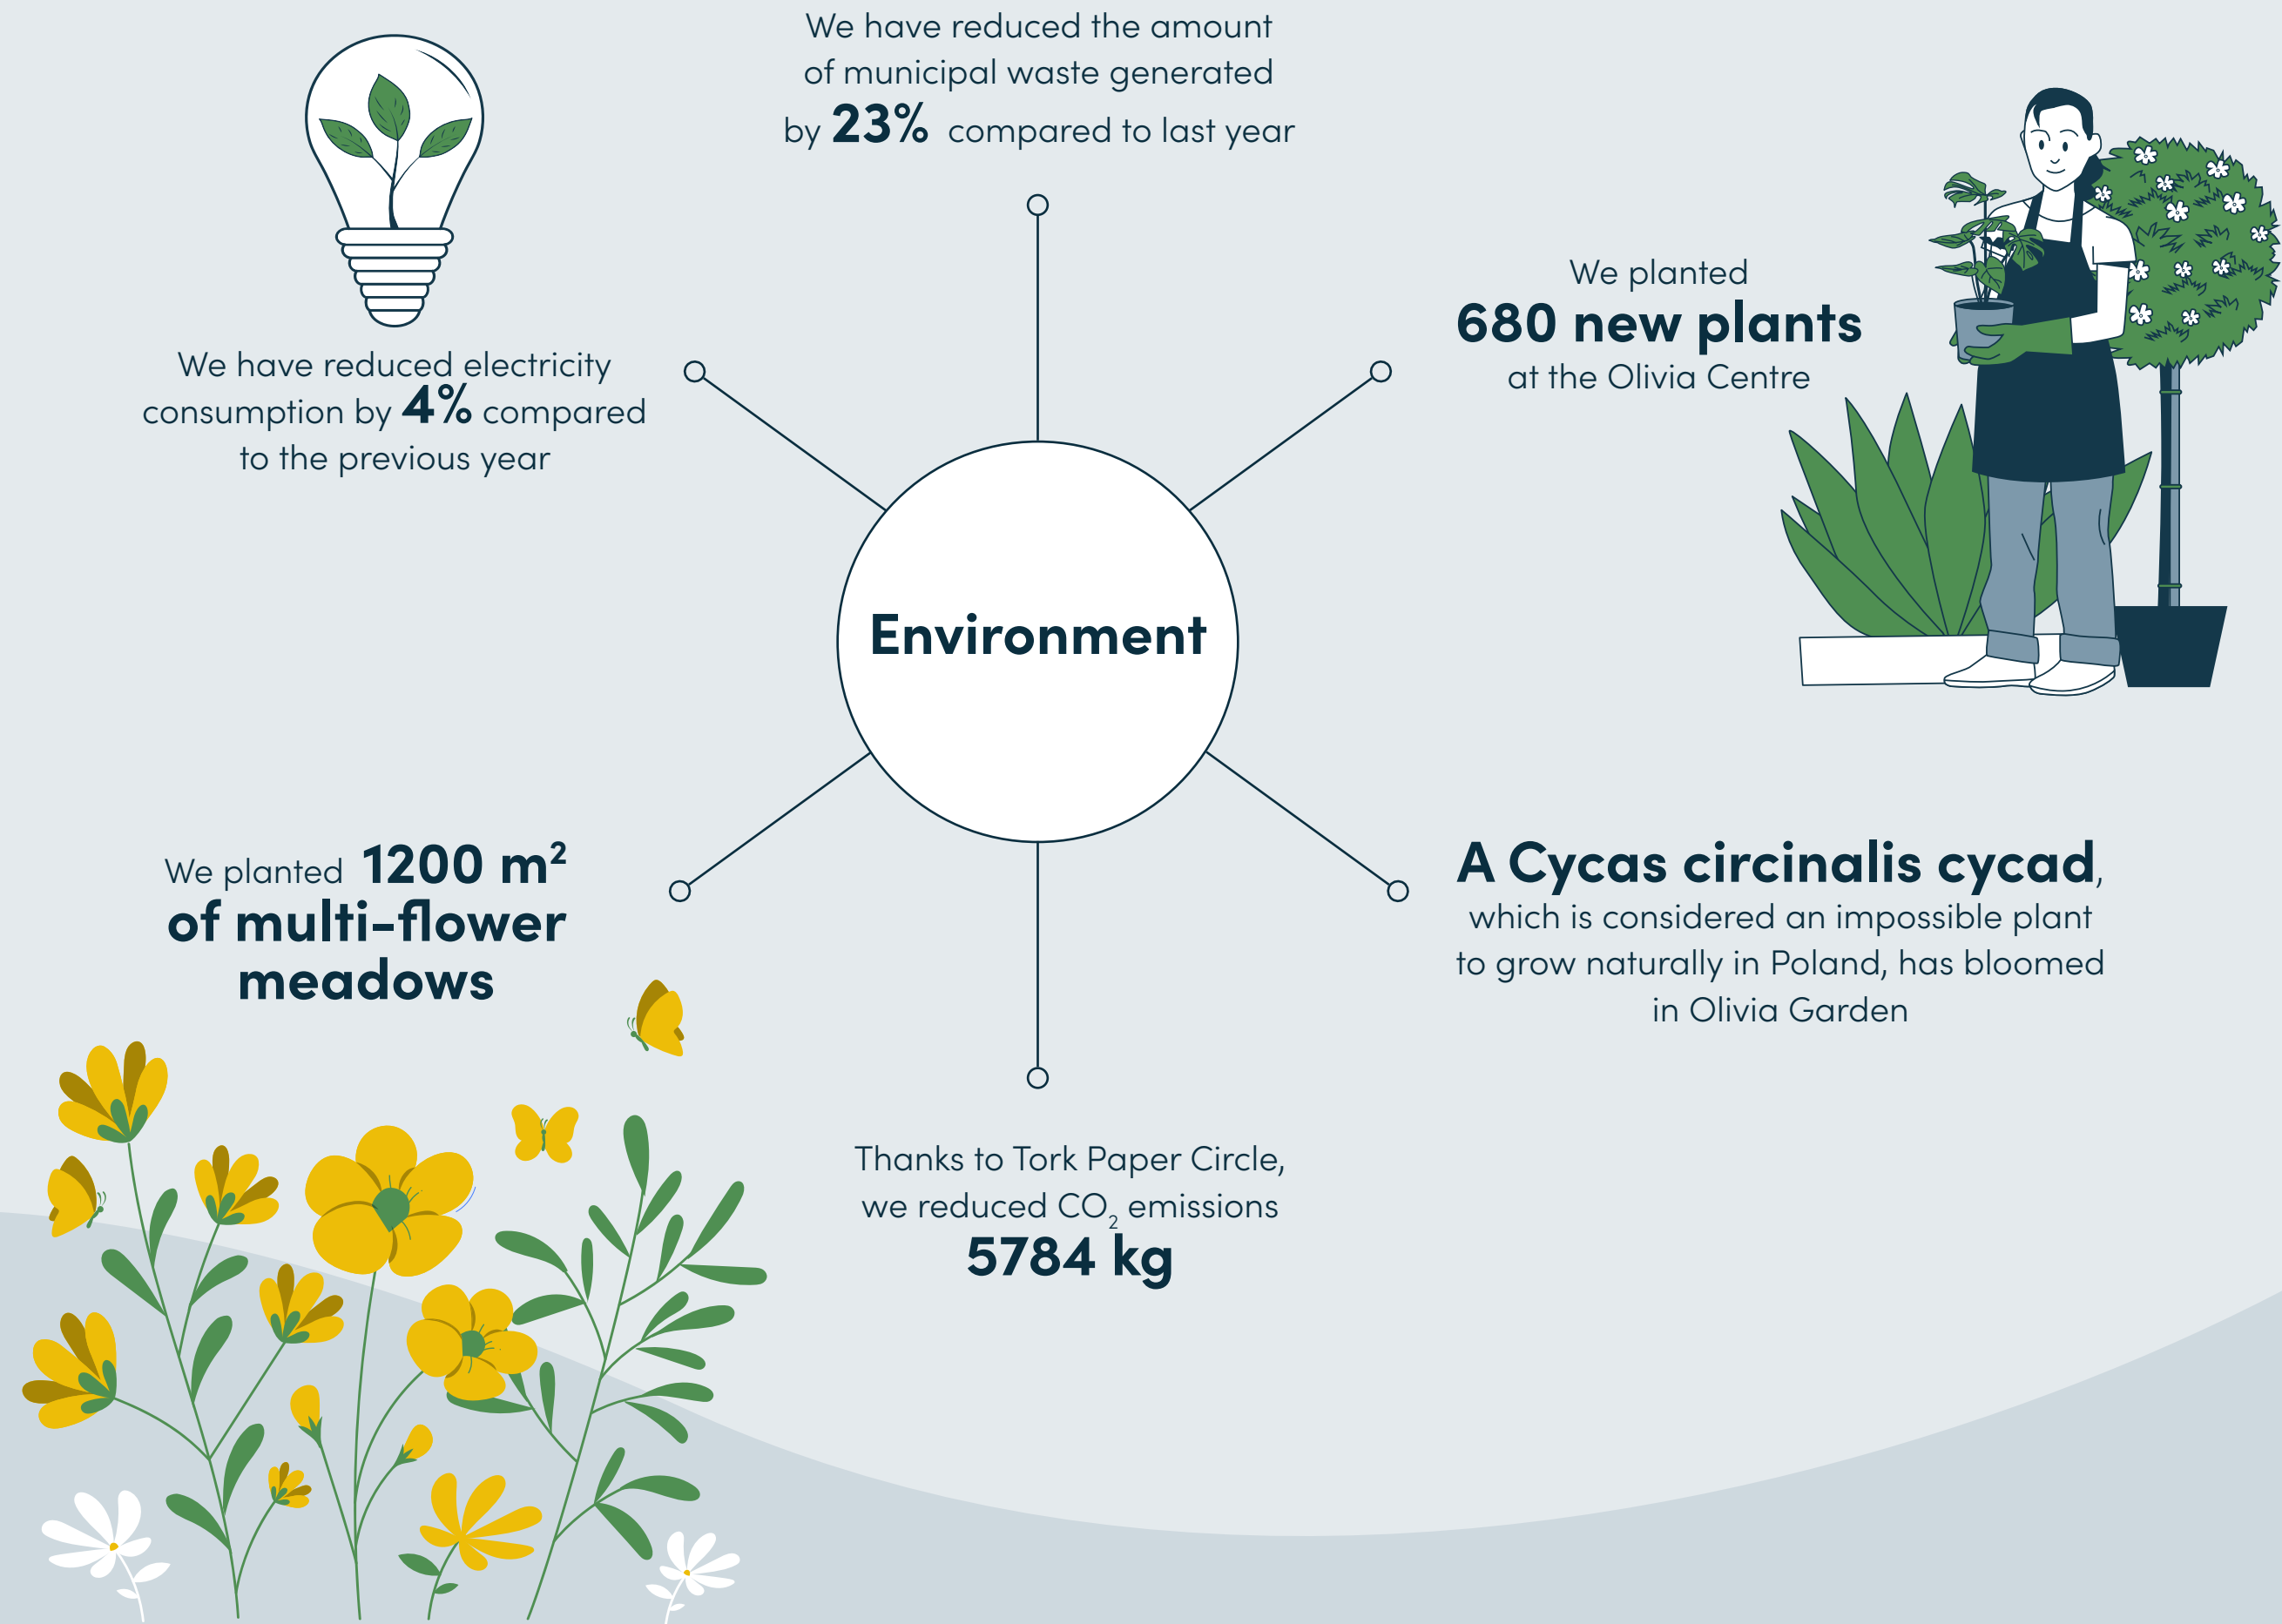 We have reduced the amount
of municipal waste generated
by 23% compared to last year
We have reduced electricity
consumption by 4% compared
to the previous year
We planted
680 new plants
at the Olivia Centre
Environment
We planted 1200 m²
of multi-flower
meadows
A Cycas circinalis cycad,
which is considered an impossible plant
to grow naturally in Poland, has bloomed
in Olivia Garden
Thanks to Tork Paper Circle,
we reduced CO₂ emissions
5784 kg